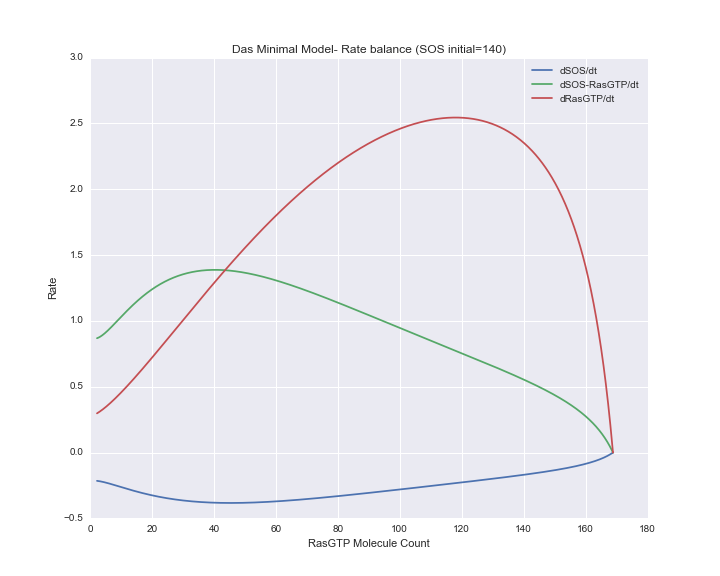 Das Minimal Model- Rate balance (SOS initial=140)
dSOS/dt
dSOS-RasGTP/dt
dRasGTP/dt
3.0
2.5
2.0
1.5
1.0
0.5
0.0
−0.5
Rate
0 20 40 60 80 100 120 140 160 180
RasGTP Molecule Count